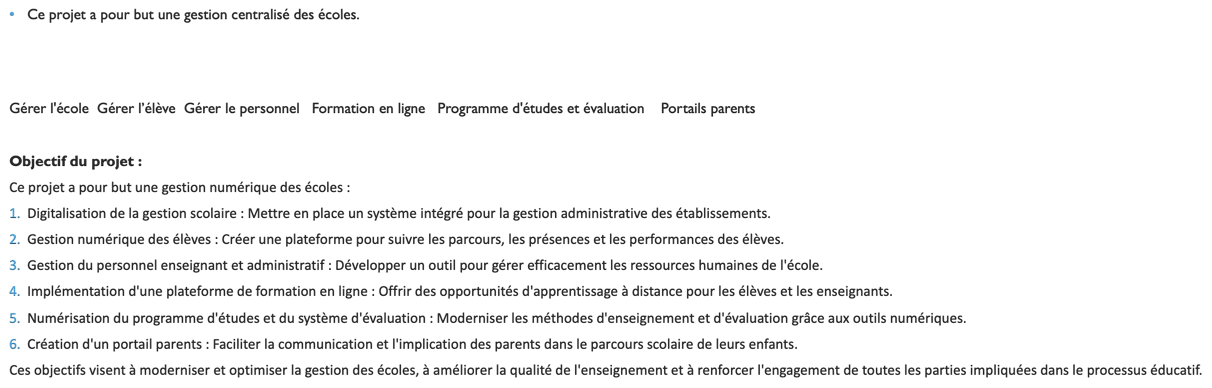 • Ce projet a pour but une gestion centralisé des écoles.
Gérer l'école Gérer l'élève Gérer le personnel Formation en ligne Programme d'études et évaluation Portails parents
Objectif du projet :
Ce projet a pour but une gestion numérique des écoles :
1. Digitalisation de la gestion scolaire : Mettre en place un système intégré pour la gestion administrative des établissements.
2. Gestion numérique des élèves : Créer une plateforme pour suivre les parcours, les présences et les performances des élèves.
3. Gestion du personnel enseignant et administratif : Développer un outil pour gérer efficacement les ressources humaines de l'école.
4. Implémentation d'une plateforme de formation en ligne : Offrir des opportunités d'apprentissage à distance pour les élèves et les enseignants.
5. Numérisation du programme d'études et du système d'évaluation : Moderniser les méthodes d'enseignement et d'évaluation grâce aux outils numériques.
6. Création d'un portail parents : Faciliter la communication et l'implication des parents dans le parcours scolaire de leurs enfants.
Ces objectifs visent à moderniser et optimiser la gestion des écoles, à améliorer la qualité de l'enseignement et à renforcer l'engagement de toutes les parties impliquées dans le processus éducatif.